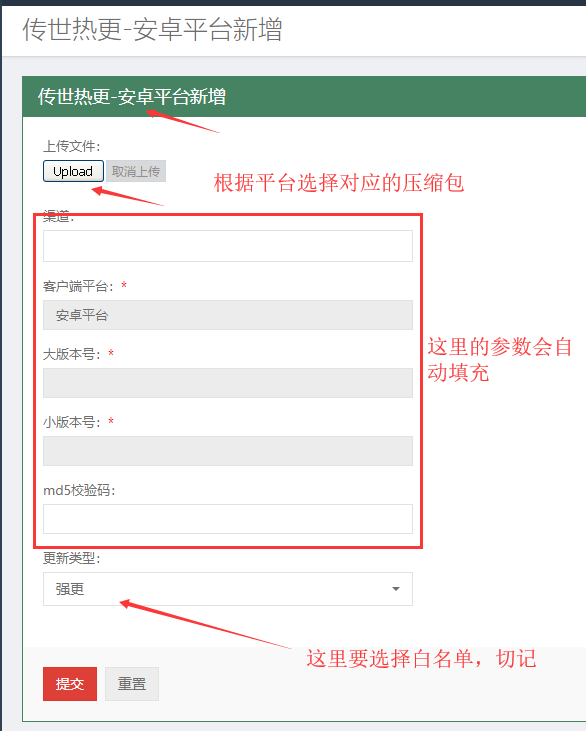 传世热更-安卓平台新增
传世热更-安卓平台新增
上传文件:
Upload 取消上传
根据平台选择对应的压缩包
渠道:
客户端平台: *
安卓平台
大版本号: *
这里的参数会自
动填充
小版本号: *
md5校验码:
更新类型:
强更
这里要选择白名单，切记
提交 重置